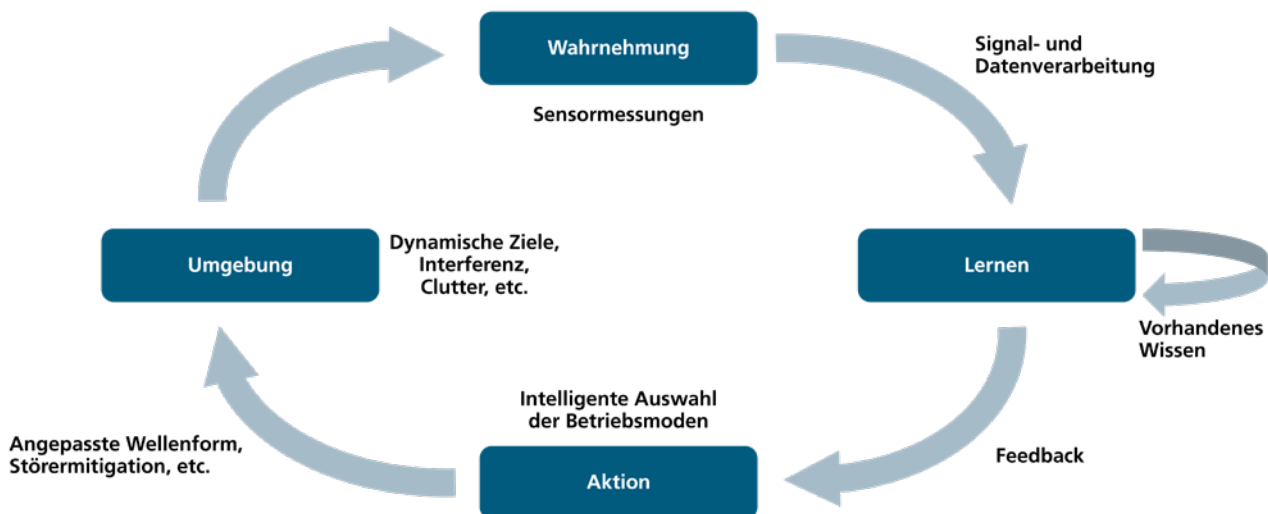 Wahrnehmung
Signal- und
Datenverarbeitung
Sensormessungen
Umgebung
Dynamische Ziele,
Interferenz,
Clutter, etc.
Lernen
Vorhandenes
Wissen
Intelligente Auswahl
der Betriebsmoden
Angepasste Wellenform,
Störermitigation, etc.
Feedback
Aktion